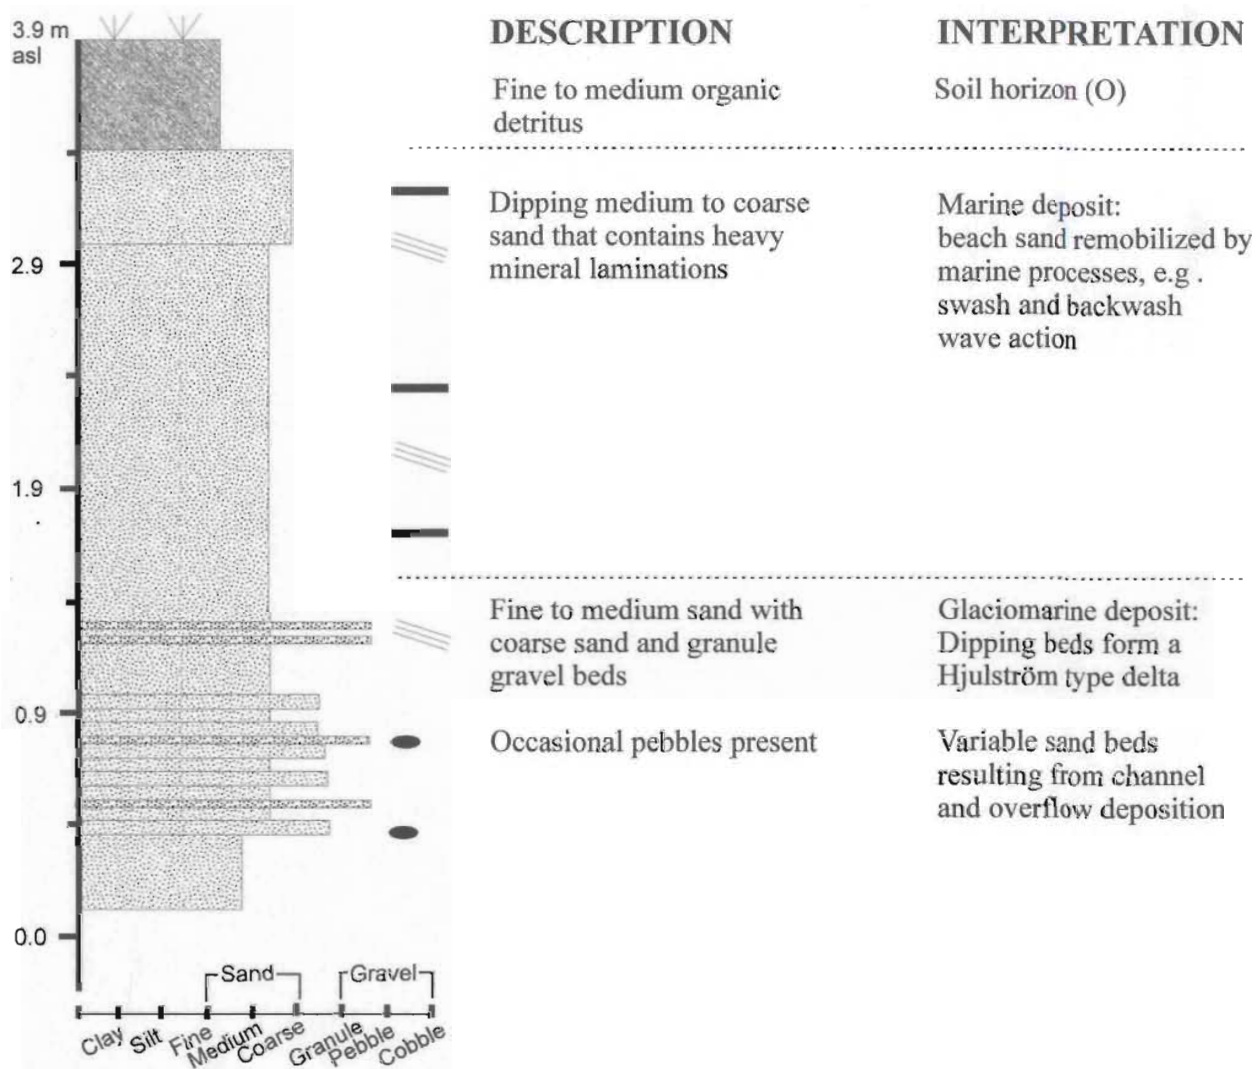 3.9 m
asl
DESCRIPTION
INTERPRETATION
Fine to medium organic
detritus
Soil horizon (O)
Dipping medium to coarse
sand that contains heavy
mineral laminations
Marine deposit:
beach sand remobilized by
marine processes, e.g .
swash and backwash
wave action
2.9
1.9
Fine to medium sand with
coarse sand and granule
gravel beds
Glaciomarine deposit:
Dipping beds form a
Hjulström type delta
0.9
Occasional pebbles present
Variable sand beds
resulting from channel
and overflow deposition
0.0
Sand
Gravel
Clay
Silt
Fine
Medium
Coarse
Granule
Pebble
Cobble